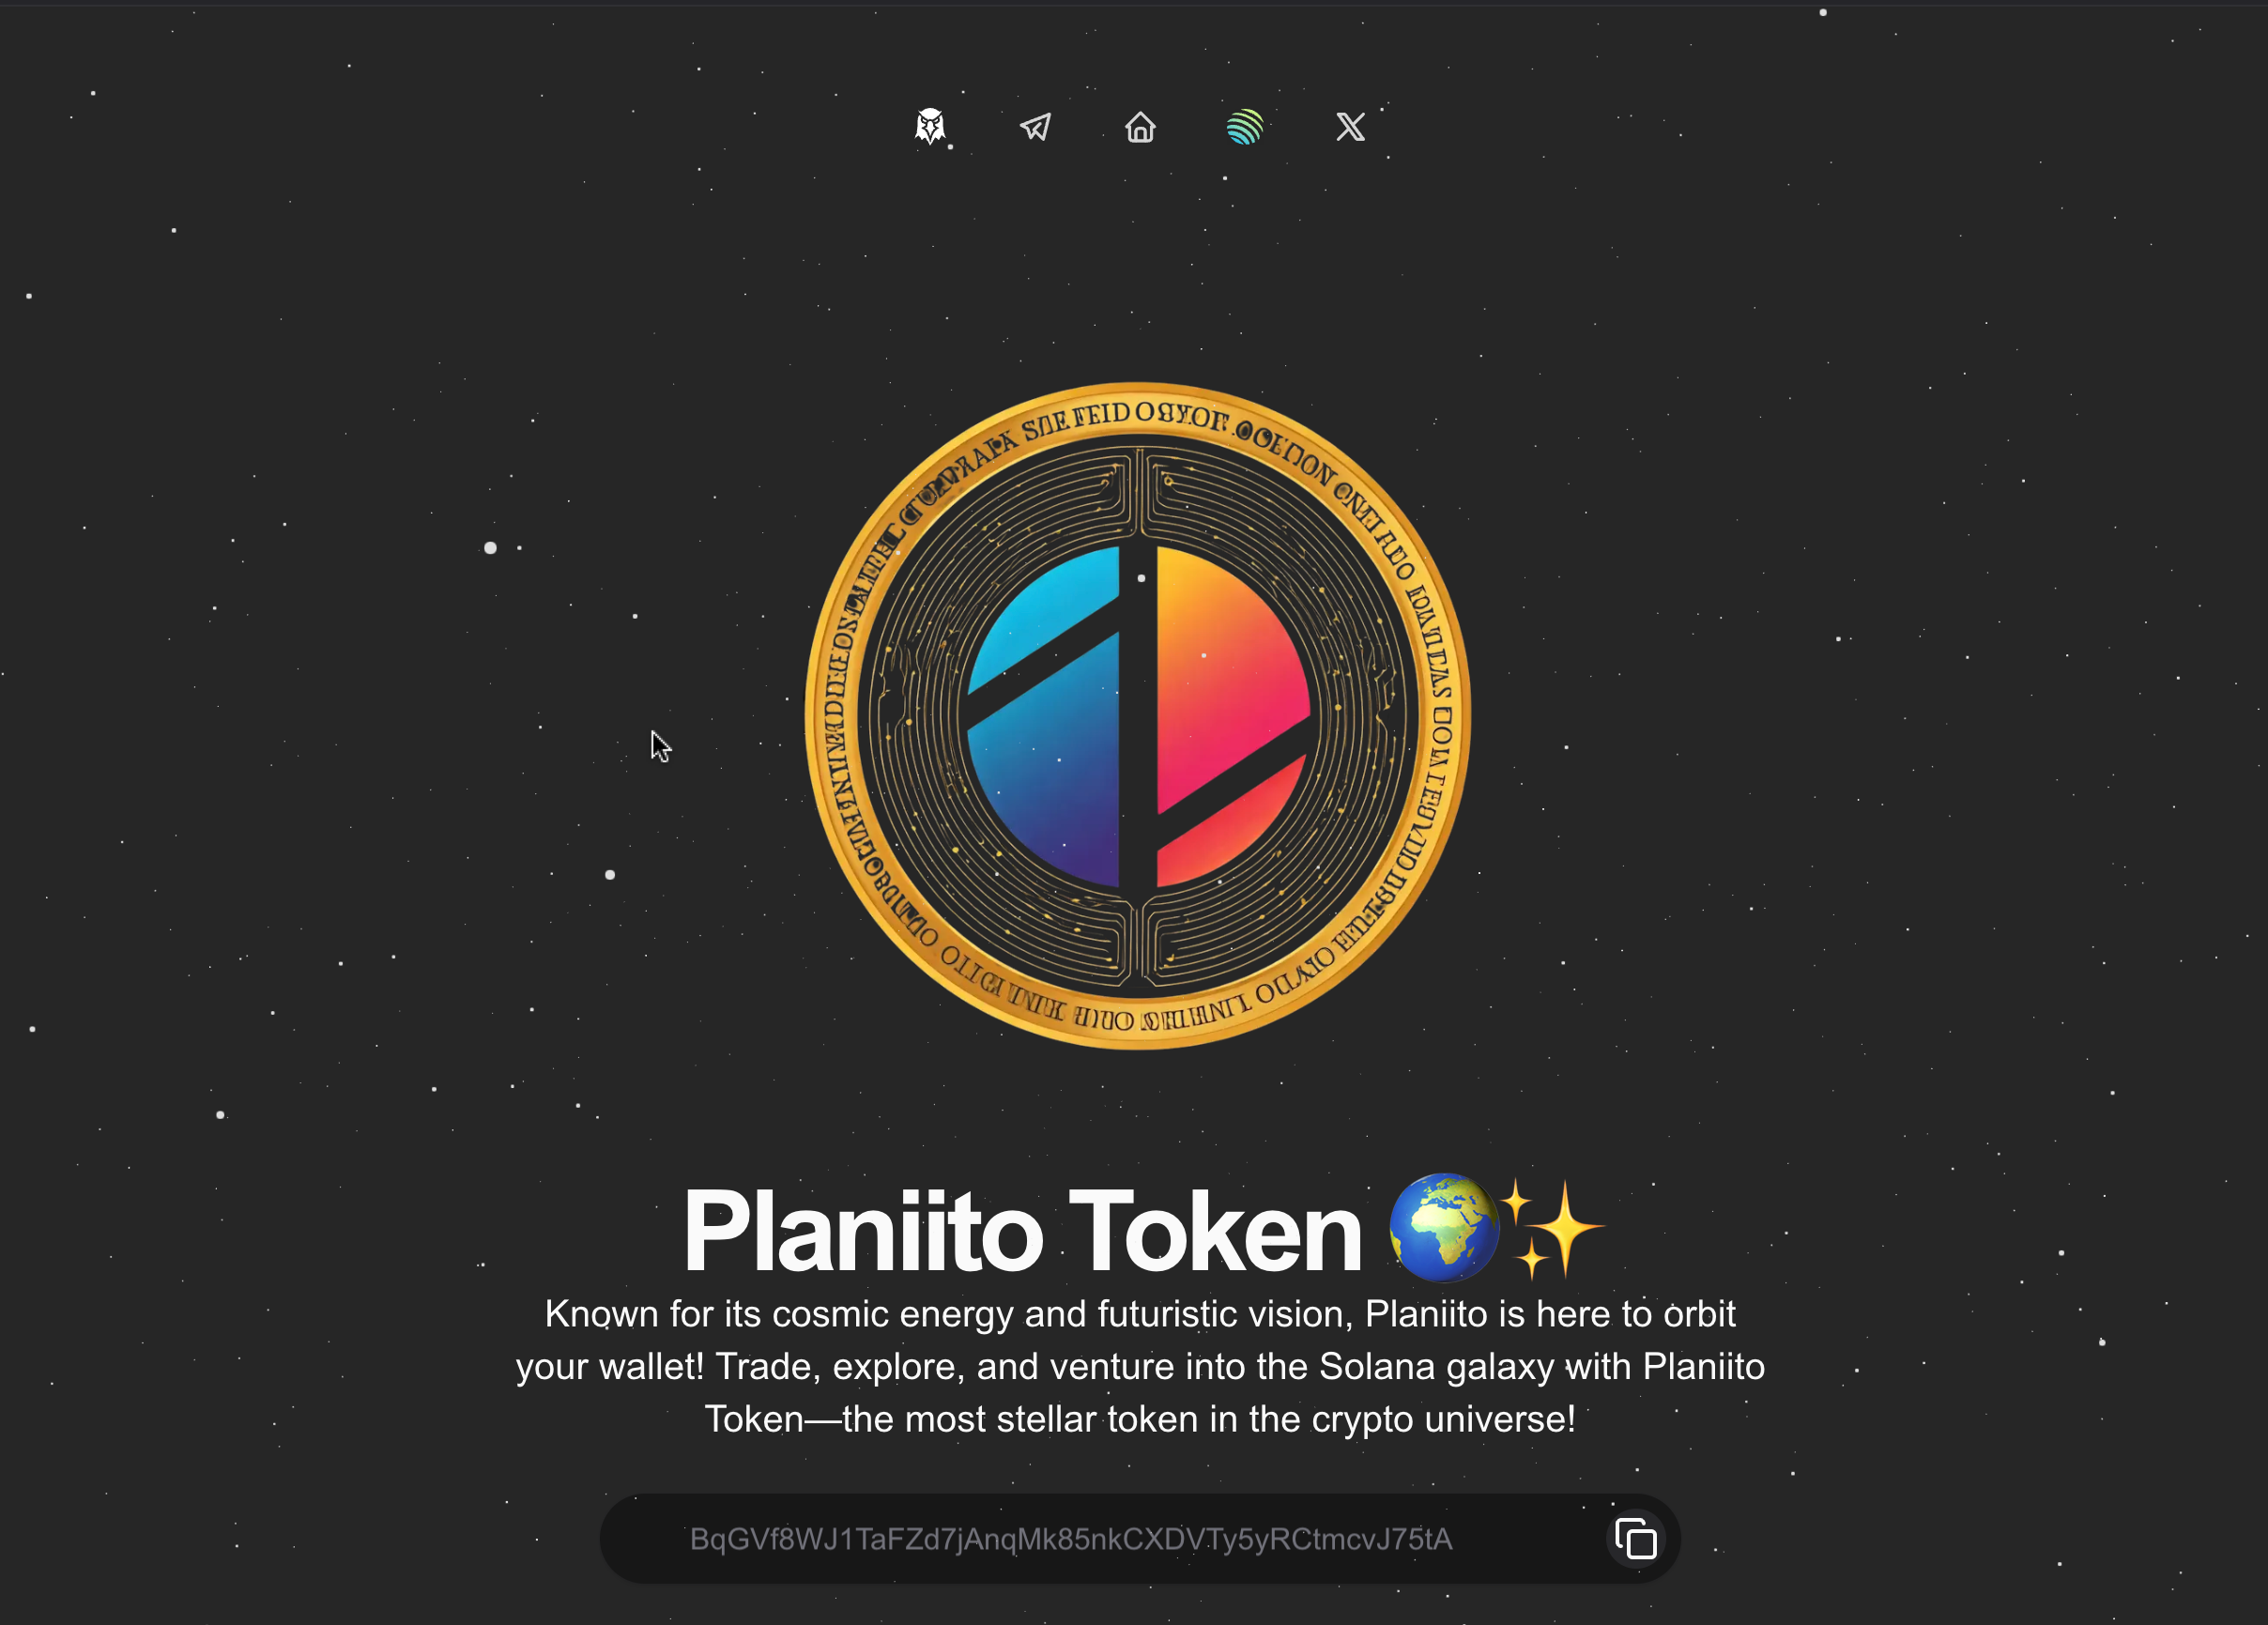 Planiito Token 🌍✨
Known for its cosmic energy and futuristic vision, Planiito is here to orbit
your wallet! Trade, explore, and venture into the Solana galaxy with Planiito
Token—the most stellar token in the crypto universe!
BqGVf8WJ1TaFZd7jAnqMk85nkCXDVTy5yRCtmcvJ75tA